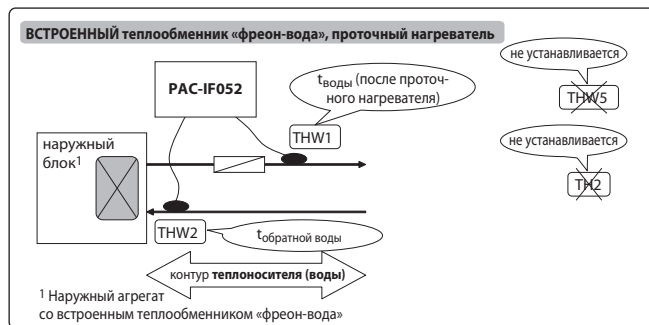 ВСТРОЕННЫЙ теплообменник «фреон-вода», проточный нагреватель
не устанавливается
THW5
PAC-IF052
tводы (после проточ-
ного нагревателя)
THW1
наружный
блок¹
не устанавливается
TH2
THW2
tобратной воды
контур теплоносителя (воды)
¹ Наружный агрегат
со встроенным теплообменником «фреон-вода»